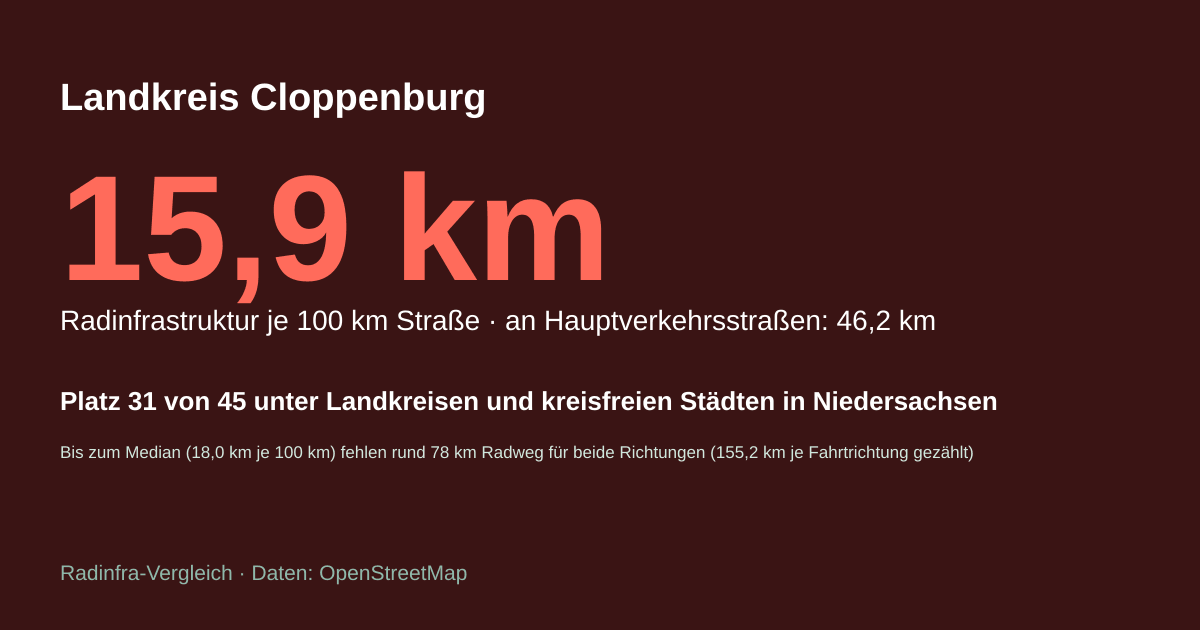 Landkreis Cloppenburg
15,9 km
Radinfrastruktur je 100 km Straße · an Hauptverkehrsstraßen: 46,2 km
Platz 31 von 45 unter Landkreisen und kreisfreien Städten in Niedersachsen
Bis zum Median (18,0 km je 100 km) fehlen rund 78 km Radweg für beide Richtungen (155,2 km je Fahrtrichtung gezählt)
Radinfra-Vergleich · Daten: OpenStreetMap